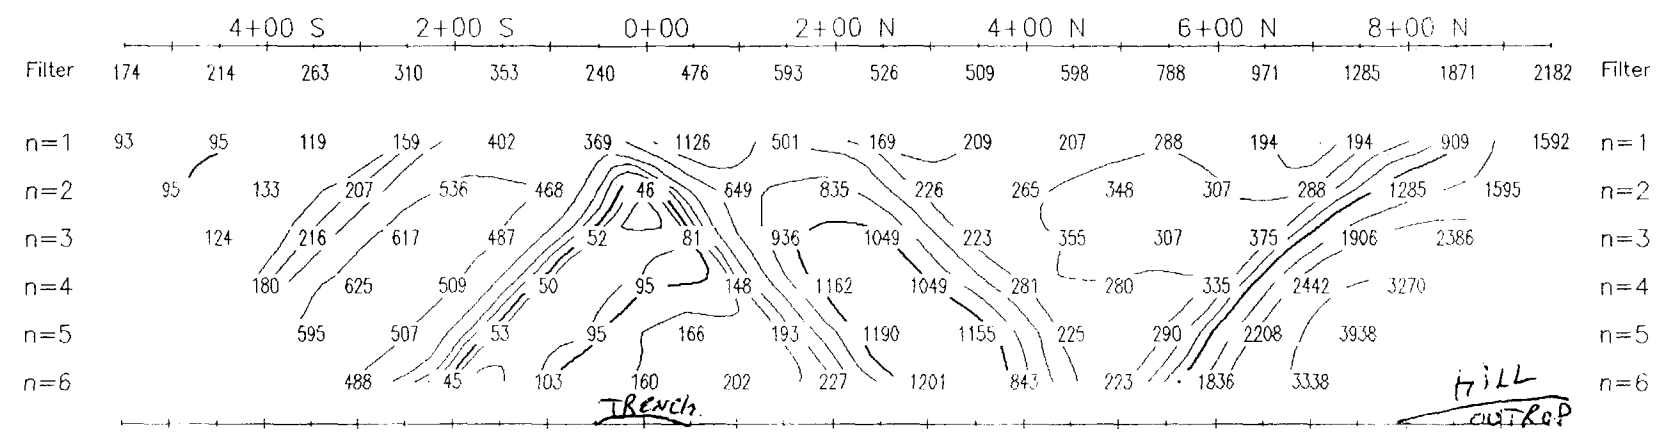 4+00 S 2+00 S 0+00 2+00 N 4+00 N 6+00 N 8+00 N
Filter 174 214 263 310 353 240 476 593 526 509 598 788 971 1285 1871 2182 Filter
n=1 93 95 119 159 402 369 1126 501 169 209 207 288 194 194 909 1592 n=1
n=2 95 133 207 536 468 46 649 835 226 265 348 307 288 1285 1595 n=2
n=3 124 216 617 487 52 81 936 1049 223 355 307 375 1906 2386 n=3
n=4 180 625 509 50 95 148 1162 1049 281 280 335 2442 3270 n=4
n=5 595 507 53 95 166 193 1190 1155 225 290 2208 3938 n=5
n=6 488 45 103 160 202 227 1201 843 223 1836 3338 n=6
TRENCH. HILL
OUTROP